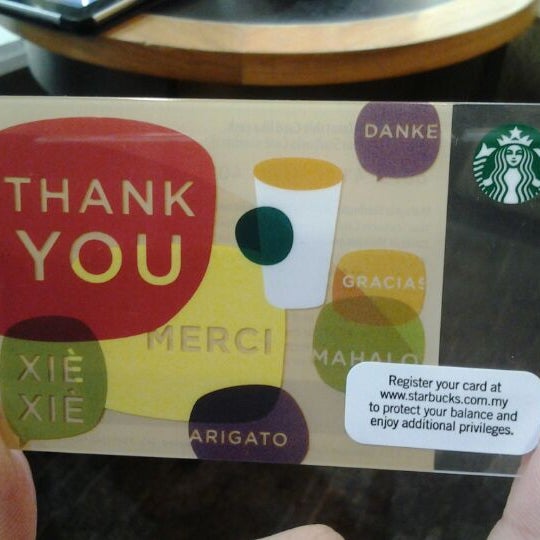 THANK
YOU
DANKE
GRACIAS
MERCI
MAHALO
XIÈ
XIÈ
ARIGATO
Register your card at
www.starbucks.com.my
to protect your balance and
enjoy additional privileges.